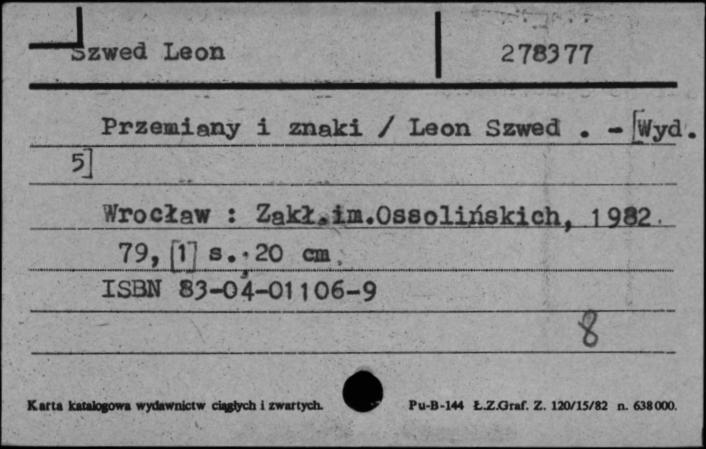 Szwed Leon 278377
Przemiany i znaki / Leon Szwed . - [Wyd.
5]
Wrocław : Zakł.im.Ossolińskich, 1982.
79, [1] s.; 20 cm.
ISBN 83-04-01106-9
8
Karta katalogowa wydawnictw ciągłych i zwartych. Pu-B-144 Ł.Z.Graf. Z. 120/15/82 n. 638000.